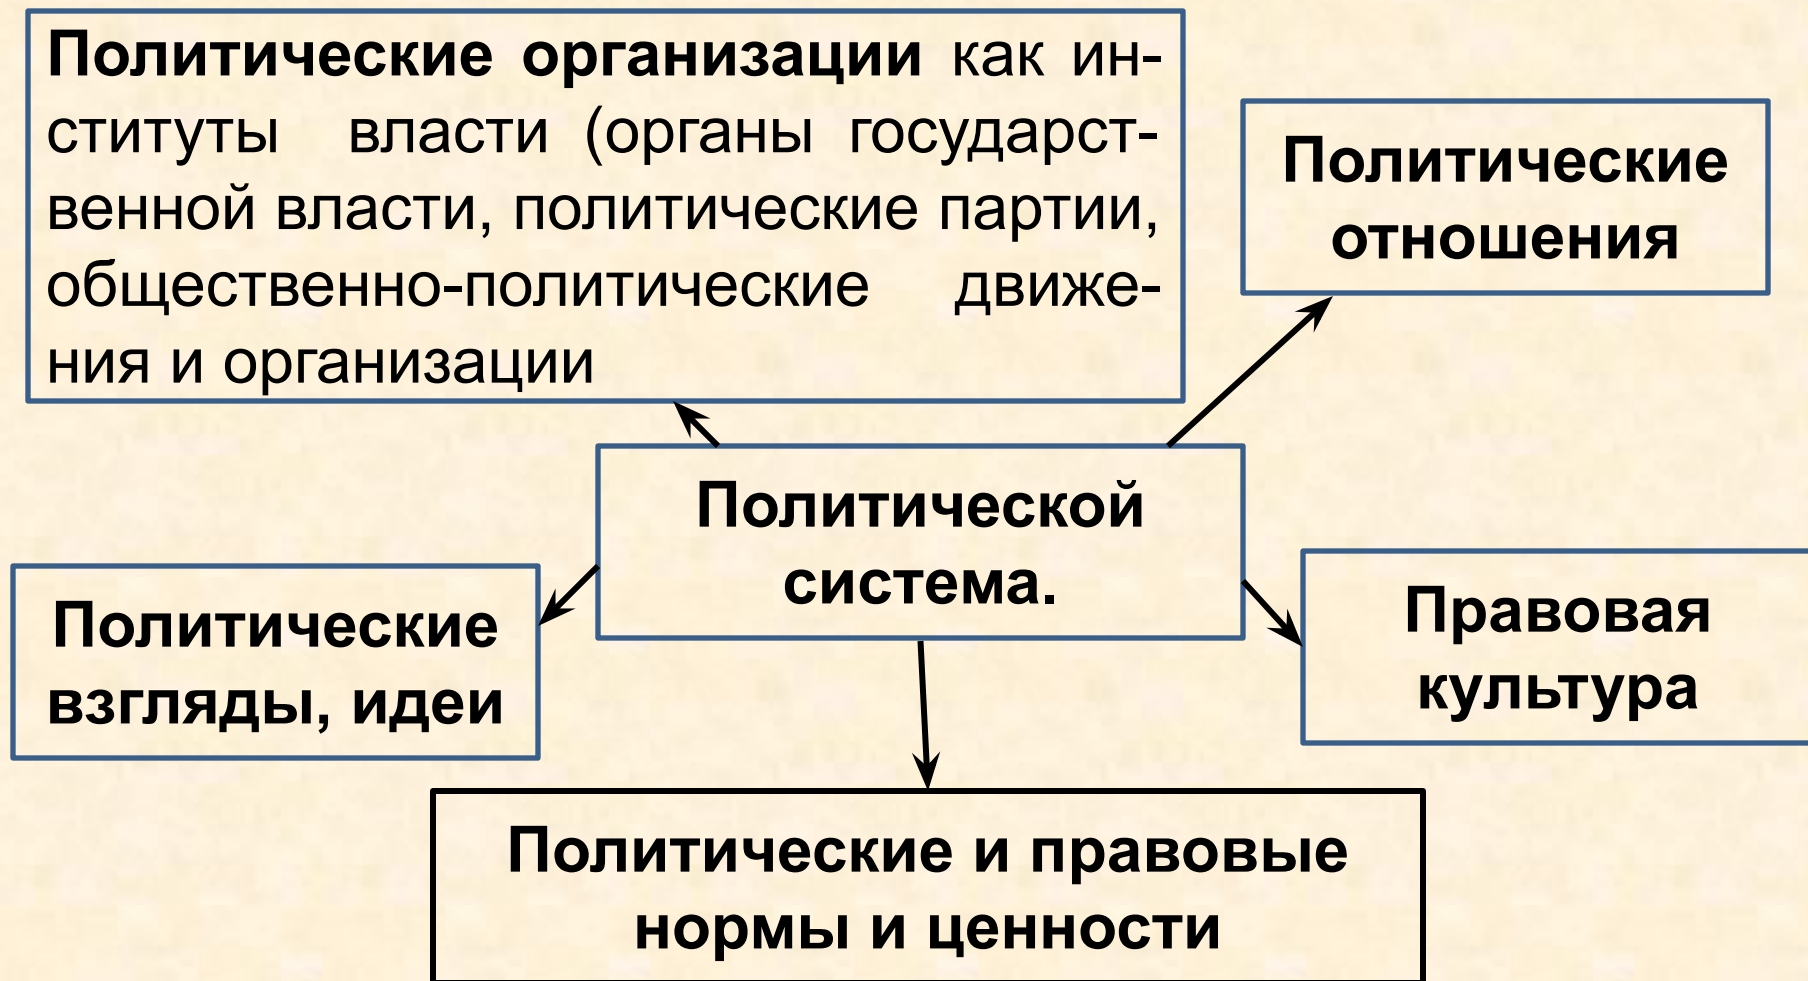 Политические организации как ин-
ституты власти (органы государст-
венной власти, политические партии,
общественно-политические движе-
ния и организации
Политические
отношения
Политической
система.
Политические
взгляды, идеи
Правовая
культура
Политические и правовые
нормы и ценности